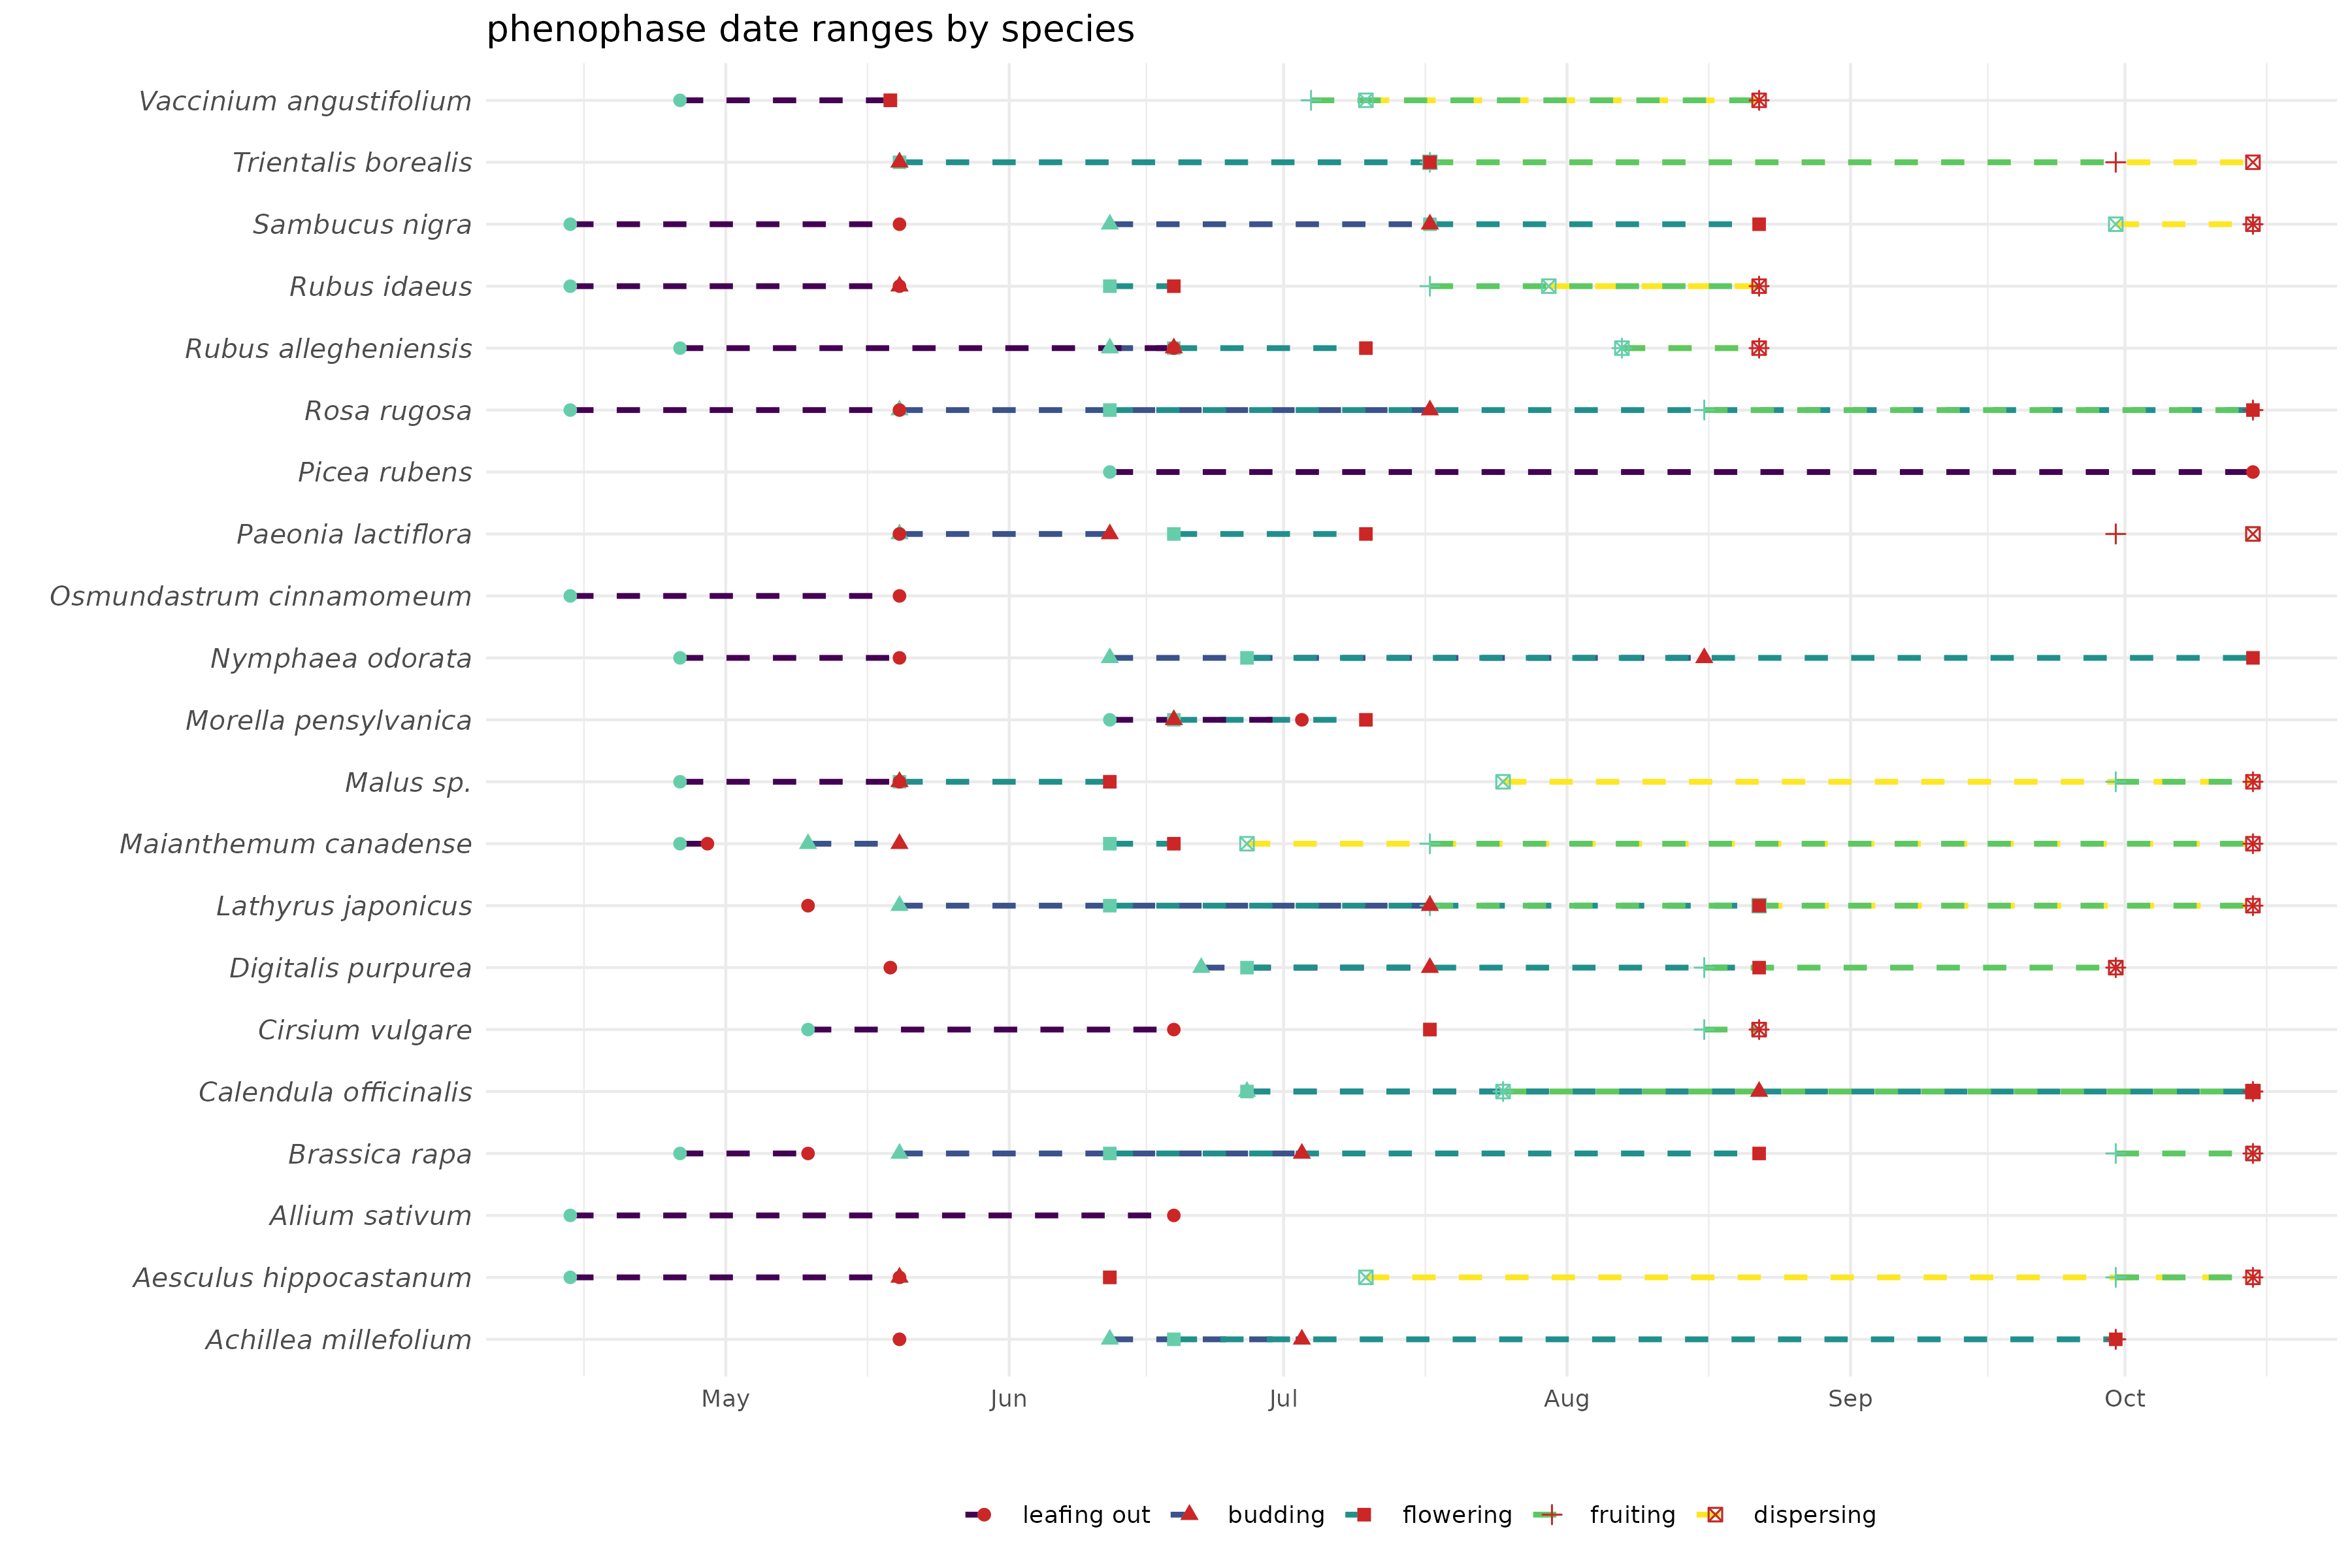 phenophase date ranges by species
Vaccinium angustifolium
Trientalis borealis
Sambucus nigra
Rubus idaeus
Rubus allegheniensis
Rosa rugosa
Picea rubens
Paeonia lactiflora
Osmundastrum cinnamomeum
Nymphaea odorata
Morella pensylvanica
Malus sp.
Maianthemum canadense
Lathyrus japonicus
Digitalis purpurea
Cirsium vulgare
Calendula officinalis
Brassica rapa
Allium sativum
Aesculus hippocastanum
Achillea millefolium
May Jun Jul Aug Sep Oct
leafing out budding flowering fruiting dispersing